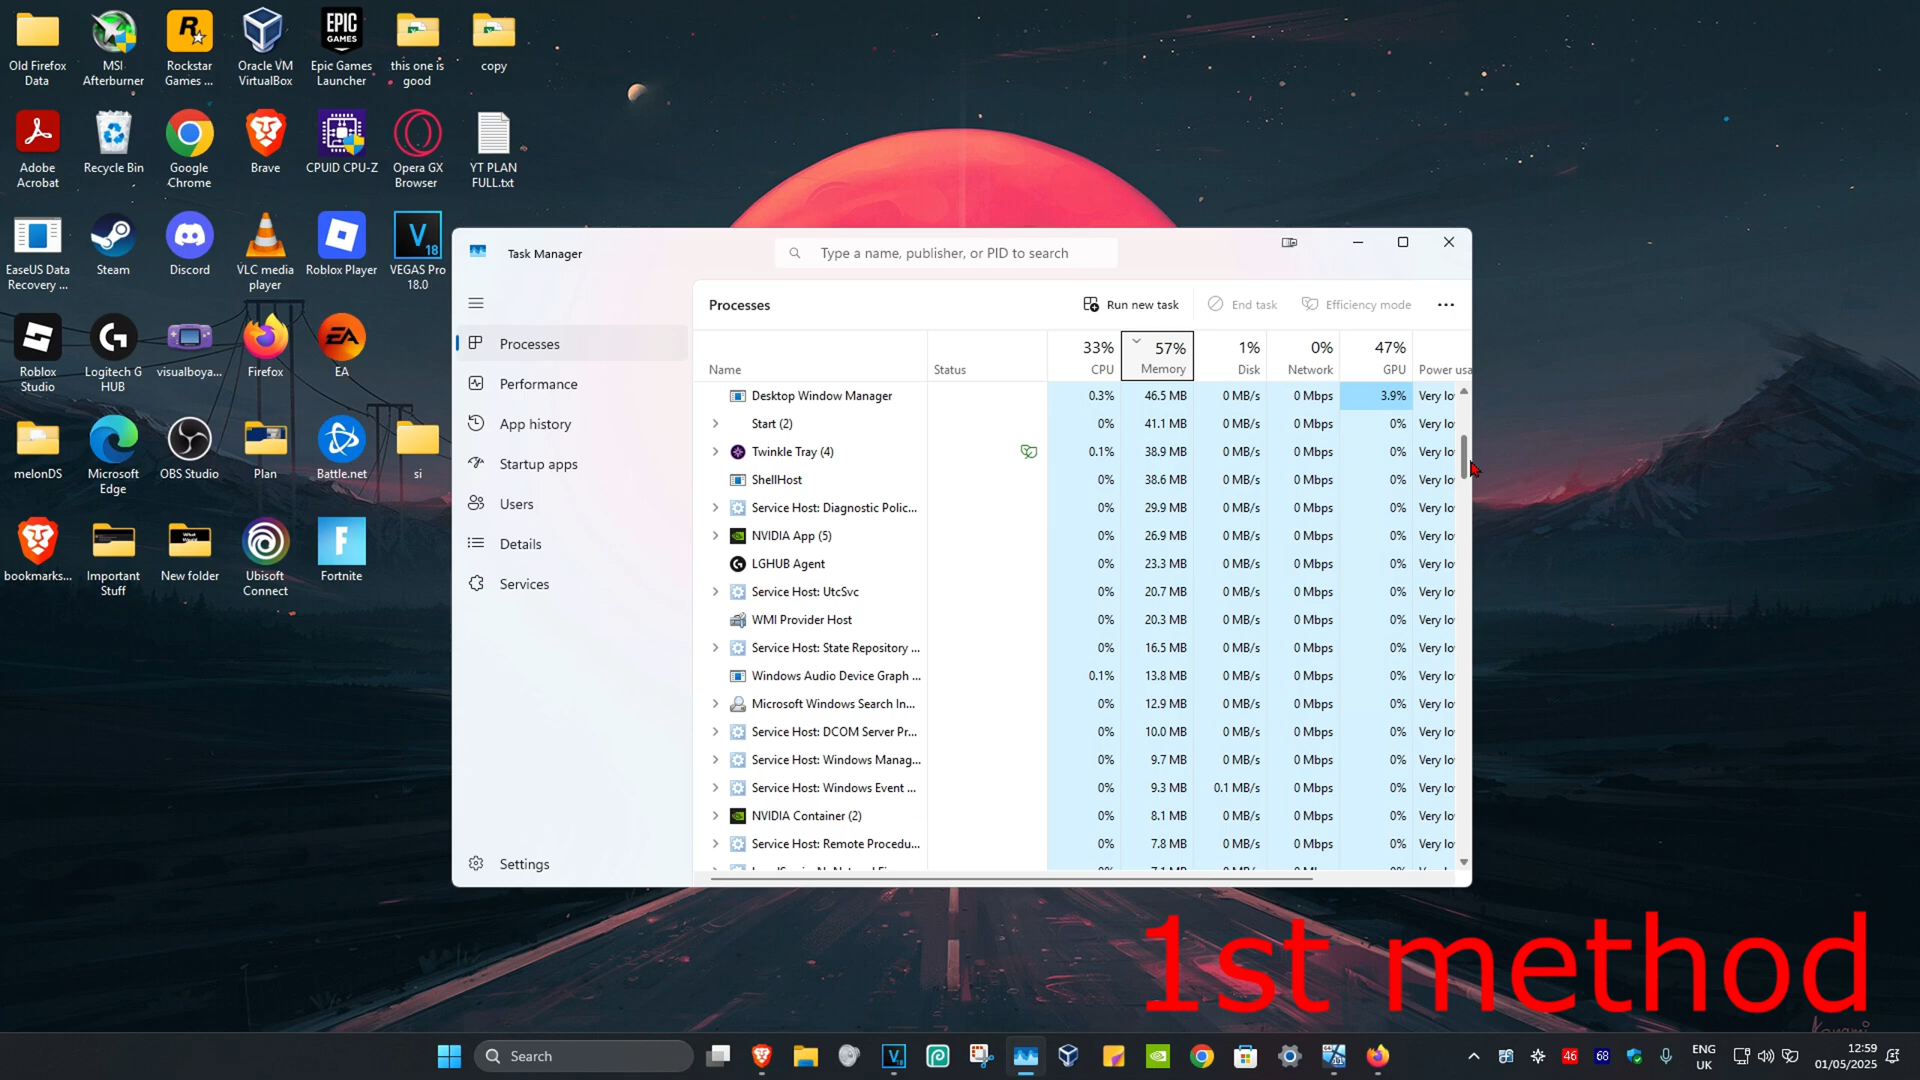 Old Firefox
Data
MSI
Afterburner
Rockstar
Games ...
Oracle VM
VirtualBox
EPIC
GAMES
Epic Games
Launcher
this one is
good
copy
Adobe
Acrobat
Recycle Bin
Google
Chrome
Brave
CPUID CPU-Z
Opera GX
Browser
YT PLAN
FULL.txt
EaseUS Data
Recovery ...
Steam
Discord
VLC media
player
Roblox Player
V 18
VEGAS Pro
18.0
Roblox
Studio
Logitech G
HUB
visualboya...
Firefox
EA
EA
melonDS
Microsoft
Edge
OBS Studio
Plan
Battle.net
si
bookmarks...
Important
Stuff
New folder
Ubisoft
Connect
F
Fortnite
Task Manager
Type a name, publisher, or PID to search
Processes
Performance
App history
Startup apps
Users
Details
Services
Settings
Processes
Run new task
End task
Efficiency mode
33% 57% 1% 0% 47%
Name Status CPU Memory Disk Network GPU Power usa
Desktop Window Manager 0.3% 46.5 MB 0 MB/s 0 Mbps 3.9% Very lo
Start (2) 0% 41.1 MB 0 MB/s 0 Mbps 0% Very lo
Twinkle Tray (4) 0.1% 38.9 MB 0 MB/s 0 Mbps 0% Very lo
ShellHost 0% 38.6 MB 0 MB/s 0 Mbps 0% Very lo
Service Host: Diagnostic Polic... 0% 29.9 MB 0 MB/s 0 Mbps 0% Very lo
NVIDIA App (5) 0% 26.9 MB 0 MB/s 0 Mbps 0% Very lo
LGHUB Agent 0% 23.3 MB 0 MB/s 0 Mbps 0% Very lo
Service Host: UtcSvc 0% 20.7 MB 0 MB/s 0 Mbps 0% Very lo
WMI Provider Host 0% 20.3 MB 0 MB/s 0 Mbps 0% Very lo
Service Host: State Repository ... 0% 16.5 MB 0 MB/s 0 Mbps 0% Very lo
Windows Audio Device Graph ... 0.1% 13.8 MB 0 MB/s 0 Mbps 0% Very lo
Microsoft Windows Search In... 0% 12.9 MB 0 MB/s 0 Mbps 0% Very lo
Service Host: DCOM Server Pr... 0% 10.0 MB 0 MB/s 0 Mbps 0% Very lo
Service Host: Windows Manag... 0% 9.7 MB 0 MB/s 0 Mbps 0% Very lo
Service Host: Windows Event ... 0% 9.3 MB 0.1 MB/s 0 Mbps 0% Very lo
NVIDIA Container (2) 0% 8.1 MB 0 MB/s 0 Mbps 0% Very lo
Service Host: Remote Procedu... 0% 7.8 MB 0 MB/s 0 Mbps 0% Very lo
1st method
Search
46
68
ENG
UK
12:59
01/05/2025